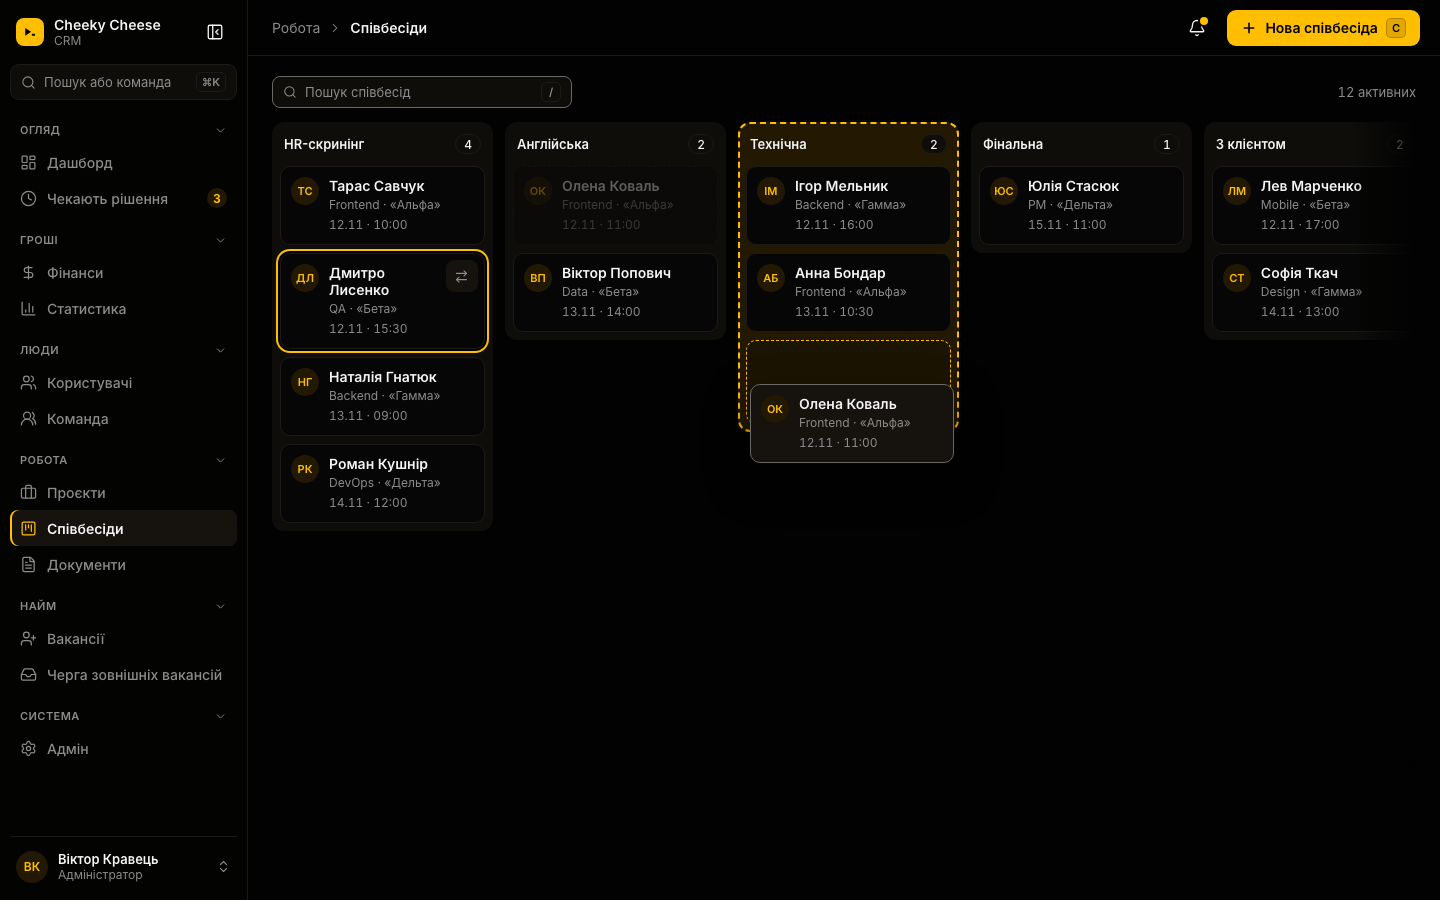 Cheeky Cheese
CRM
Пошук або команда ⌘K
ОГЛЯД
Дашборд
Чекають рішення 3
ГРОШІ
Фінанси
Статистика
ЛЮДИ
Користувачі
Команда
РОБОТА
Проєкти
Співбесіди
Документи
НАЙМ
Вакансії
Черга зовнішніх вакансій
СИСТЕМА
Адмін
ВК
Віктор Кравець
Адміністратор
Робота Співбесіди
Нова співбесіда C
Пошук співбесід /
12 активних
HR-скринінг 4
ТС
Тарас Савчук
Frontend · «Альфа»
12.11 · 10:00
ДЛ
Дмитро
Лисенко
QA · «Бета»
12.11 · 15:30
НГ
Наталія Гнатюк
Backend · «Гамма»
13.11 · 09:00
РК
Роман Кушнір
DevOps · «Дельта»
14.11 · 12:00
Англійська 2
ОК
Олена Коваль
Frontend · «Альфа»
12.11 · 11:00
ВП
Віктор Попович
Data · «Бета»
13.11 · 14:00
Технічна 2
ІМ
Ігор Мельник
Backend · «Гамма»
12.11 · 16:00
АБ
Анна Бондар
Frontend · «Альфа»
13.11 · 10:30
ОК
Олена Коваль
Frontend · «Альфа»
12.11 · 11:00
Фінальна 1
ЮС
Юлія Стасюк
PM · «Дельта»
15.11 · 11:00
З клієнтом 2
ЛМ
Лев Марченко
Mobile · «Бета»
12.11 · 17:00
СТ
Софія Ткач
Design · «Гамма»
14.11 · 13:00